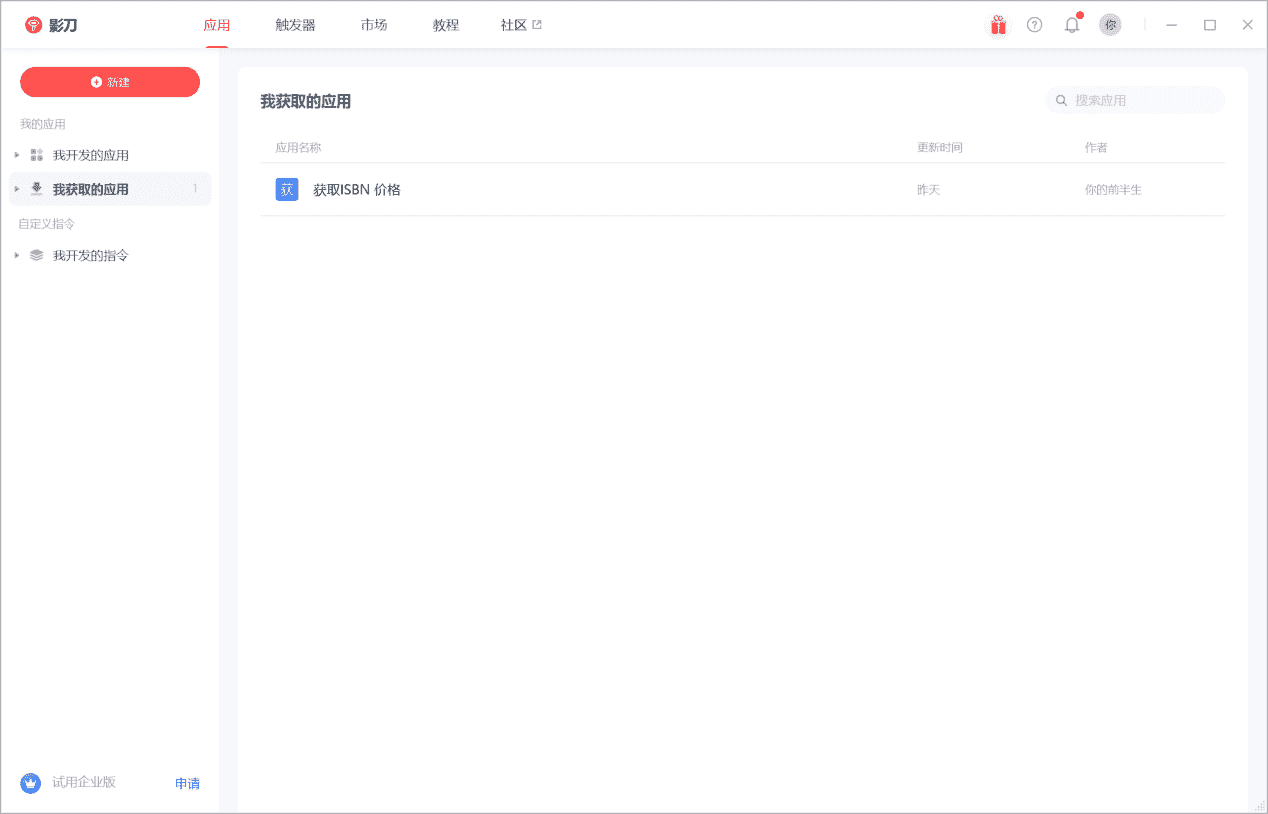 影刀 应用 触发器 市场 教程 社区 你
新建
我的应用
我开发的应用
我获取的应用 1
自定义指令
我开发的指令
试用企业版 申请
我获取的应用 搜索应用
应用名称 更新时间 作者
获 获取ISBN 价格 昨天 你的前半生